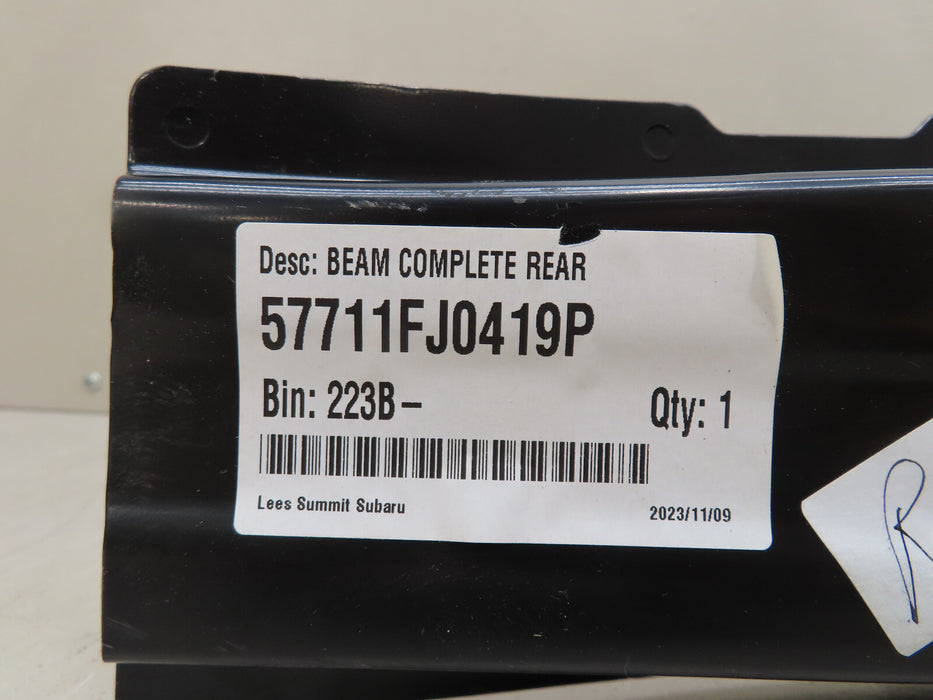 Desc: BEAM COMPLETE REAR
57711FJ0419P
Bin: 223B-
Qty: 1
Lees Summit Subaru
2023/11/09
R